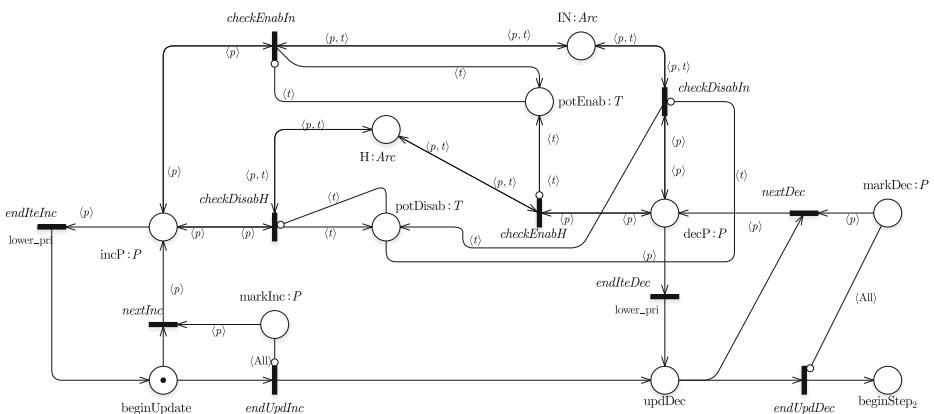 checkEnabIn
IN : Arc
⟨p⟩
⟨p, t⟩
⟨p, t⟩
⟨p, t⟩
⟨t⟩
⟨p, t⟩
checkDisabIn
⟨t⟩
potEnab : T
⟨p, t⟩
H : Arc
⟨p, t⟩
⟨t⟩
⟨p⟩
⟨p⟩
⟨p, t⟩
⟨p⟩
⟨t⟩
⟨p, t⟩
⟨t⟩
nextDec
markDec : P
checkDisabH
⟨t⟩
potDisab : T
endIteInc
⟨p⟩
⟨p⟩
⟨p⟩
⟨p⟩
lower_pri
⟨p⟩
⟨p⟩
⟨t⟩
checkEnabH
decP : P
⟨p⟩
incP : P
⟨t⟩
⟨p⟩
endIteDec
⟨p⟩
markInc : P
⟨All⟩
nextInc
lower_pri
⟨p⟩
⟨All⟩
beginUpdate
endUpdInc
updDec
endUpdDec
beginStep₂